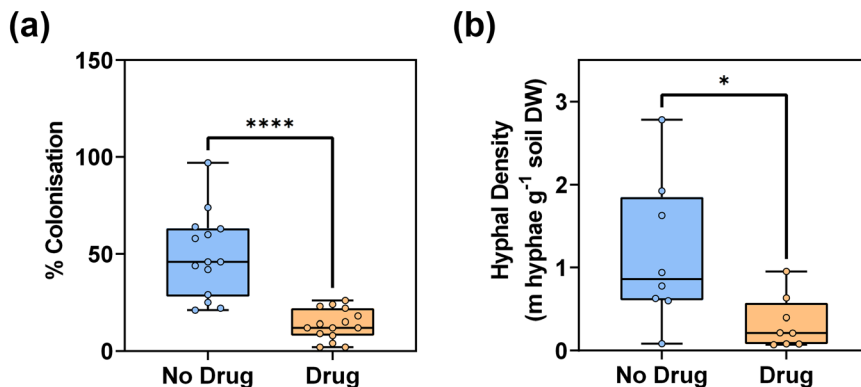 (a)
% Colonisation
150
100
50
0
****
No Drug
Drug
(b)
Hyphal Density
(m hyphae g⁻¹ soil DW)
3
2
1
0
*
No Drug
Drug